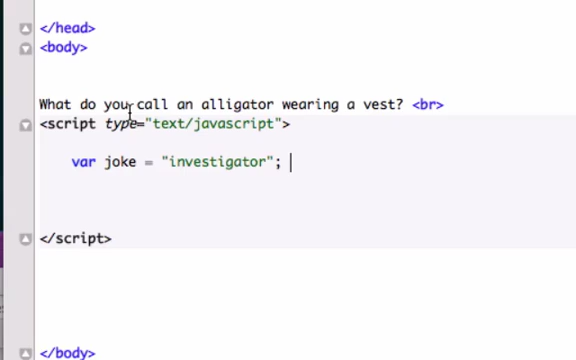 </head>
<body>
What do you call an alligator wearing a vest? <br>
<script type="text/javascript">
var joke = "investigator";
</script>
</body>